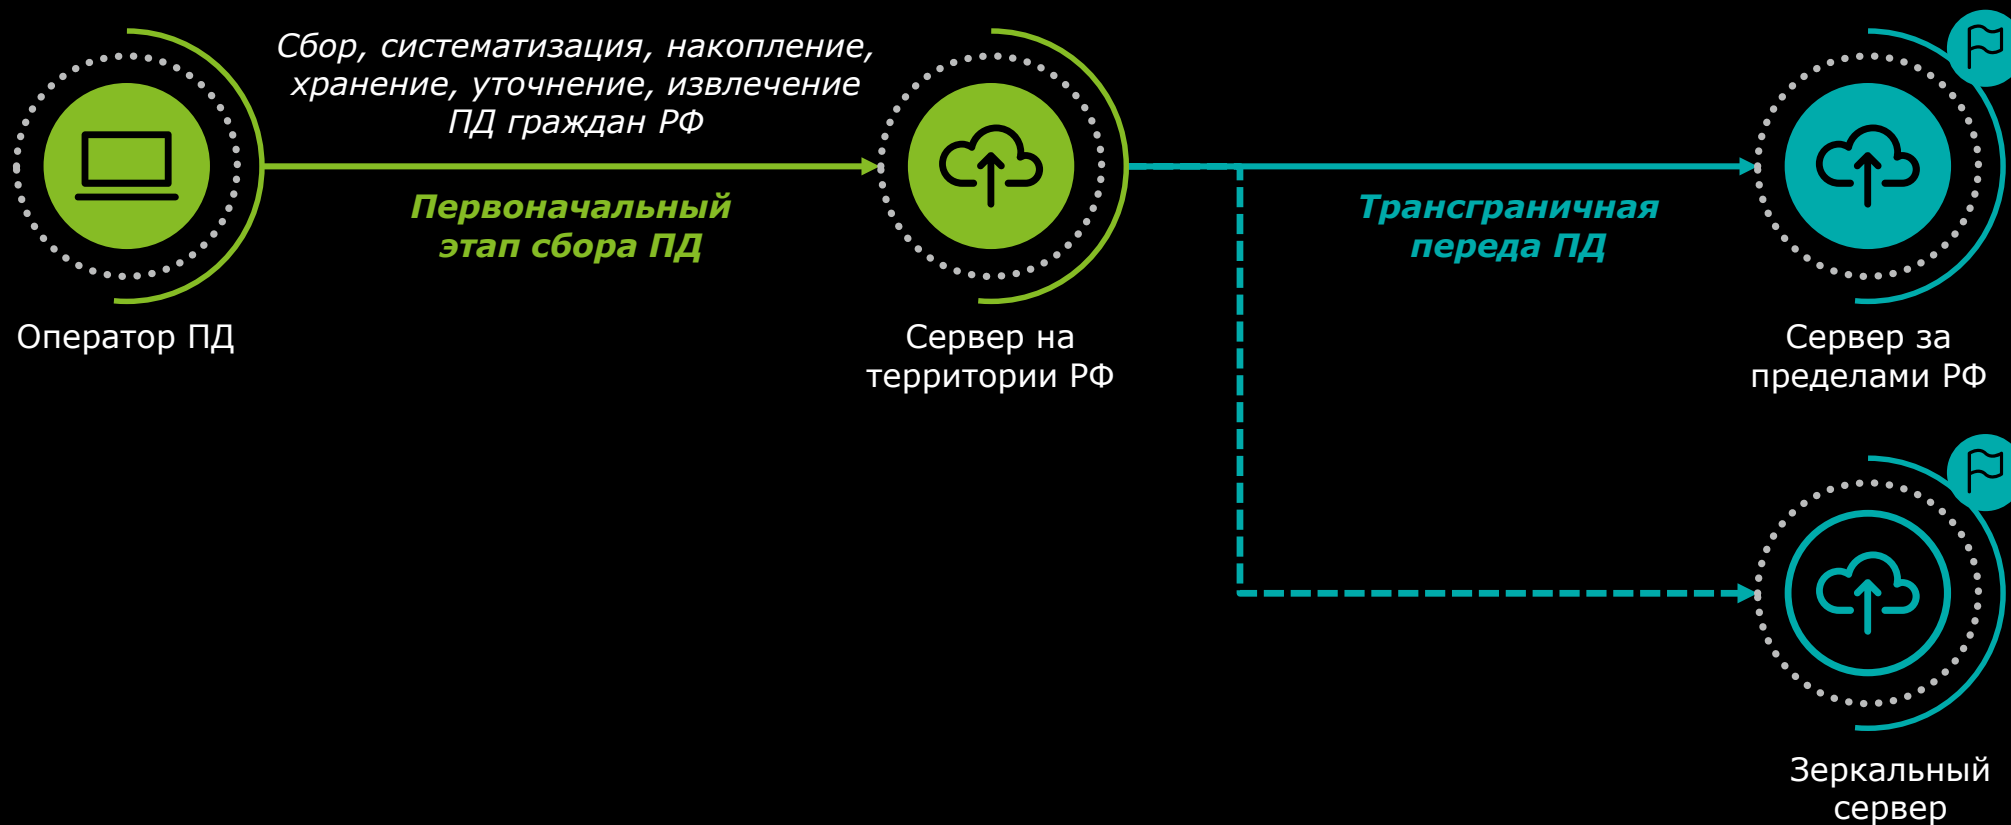 Сбор, систематизация, накопление,
хранение, уточнение, извлечение
ПД граждан РФ
Первоначальный
этап сбора ПД
Трансграничная
переда ПД
Оператор ПД
Сервер на
территории РФ
Сервер за
пределами РФ
Зеркальный
сервер